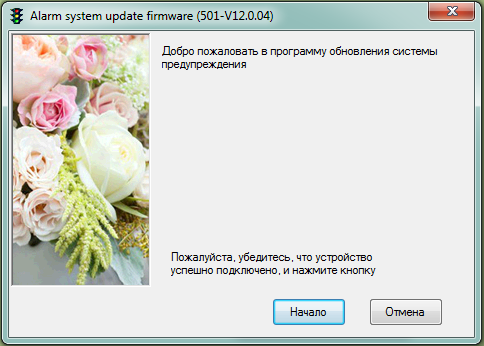 Alarm system update firmware (501-V12.0.04)
Добро пожаловать в программу обновления системы
предупреждения
Пожалуйста, убедитесь, что устройство
успешно подключено, и нажмите кнопку
Начало
Отмена